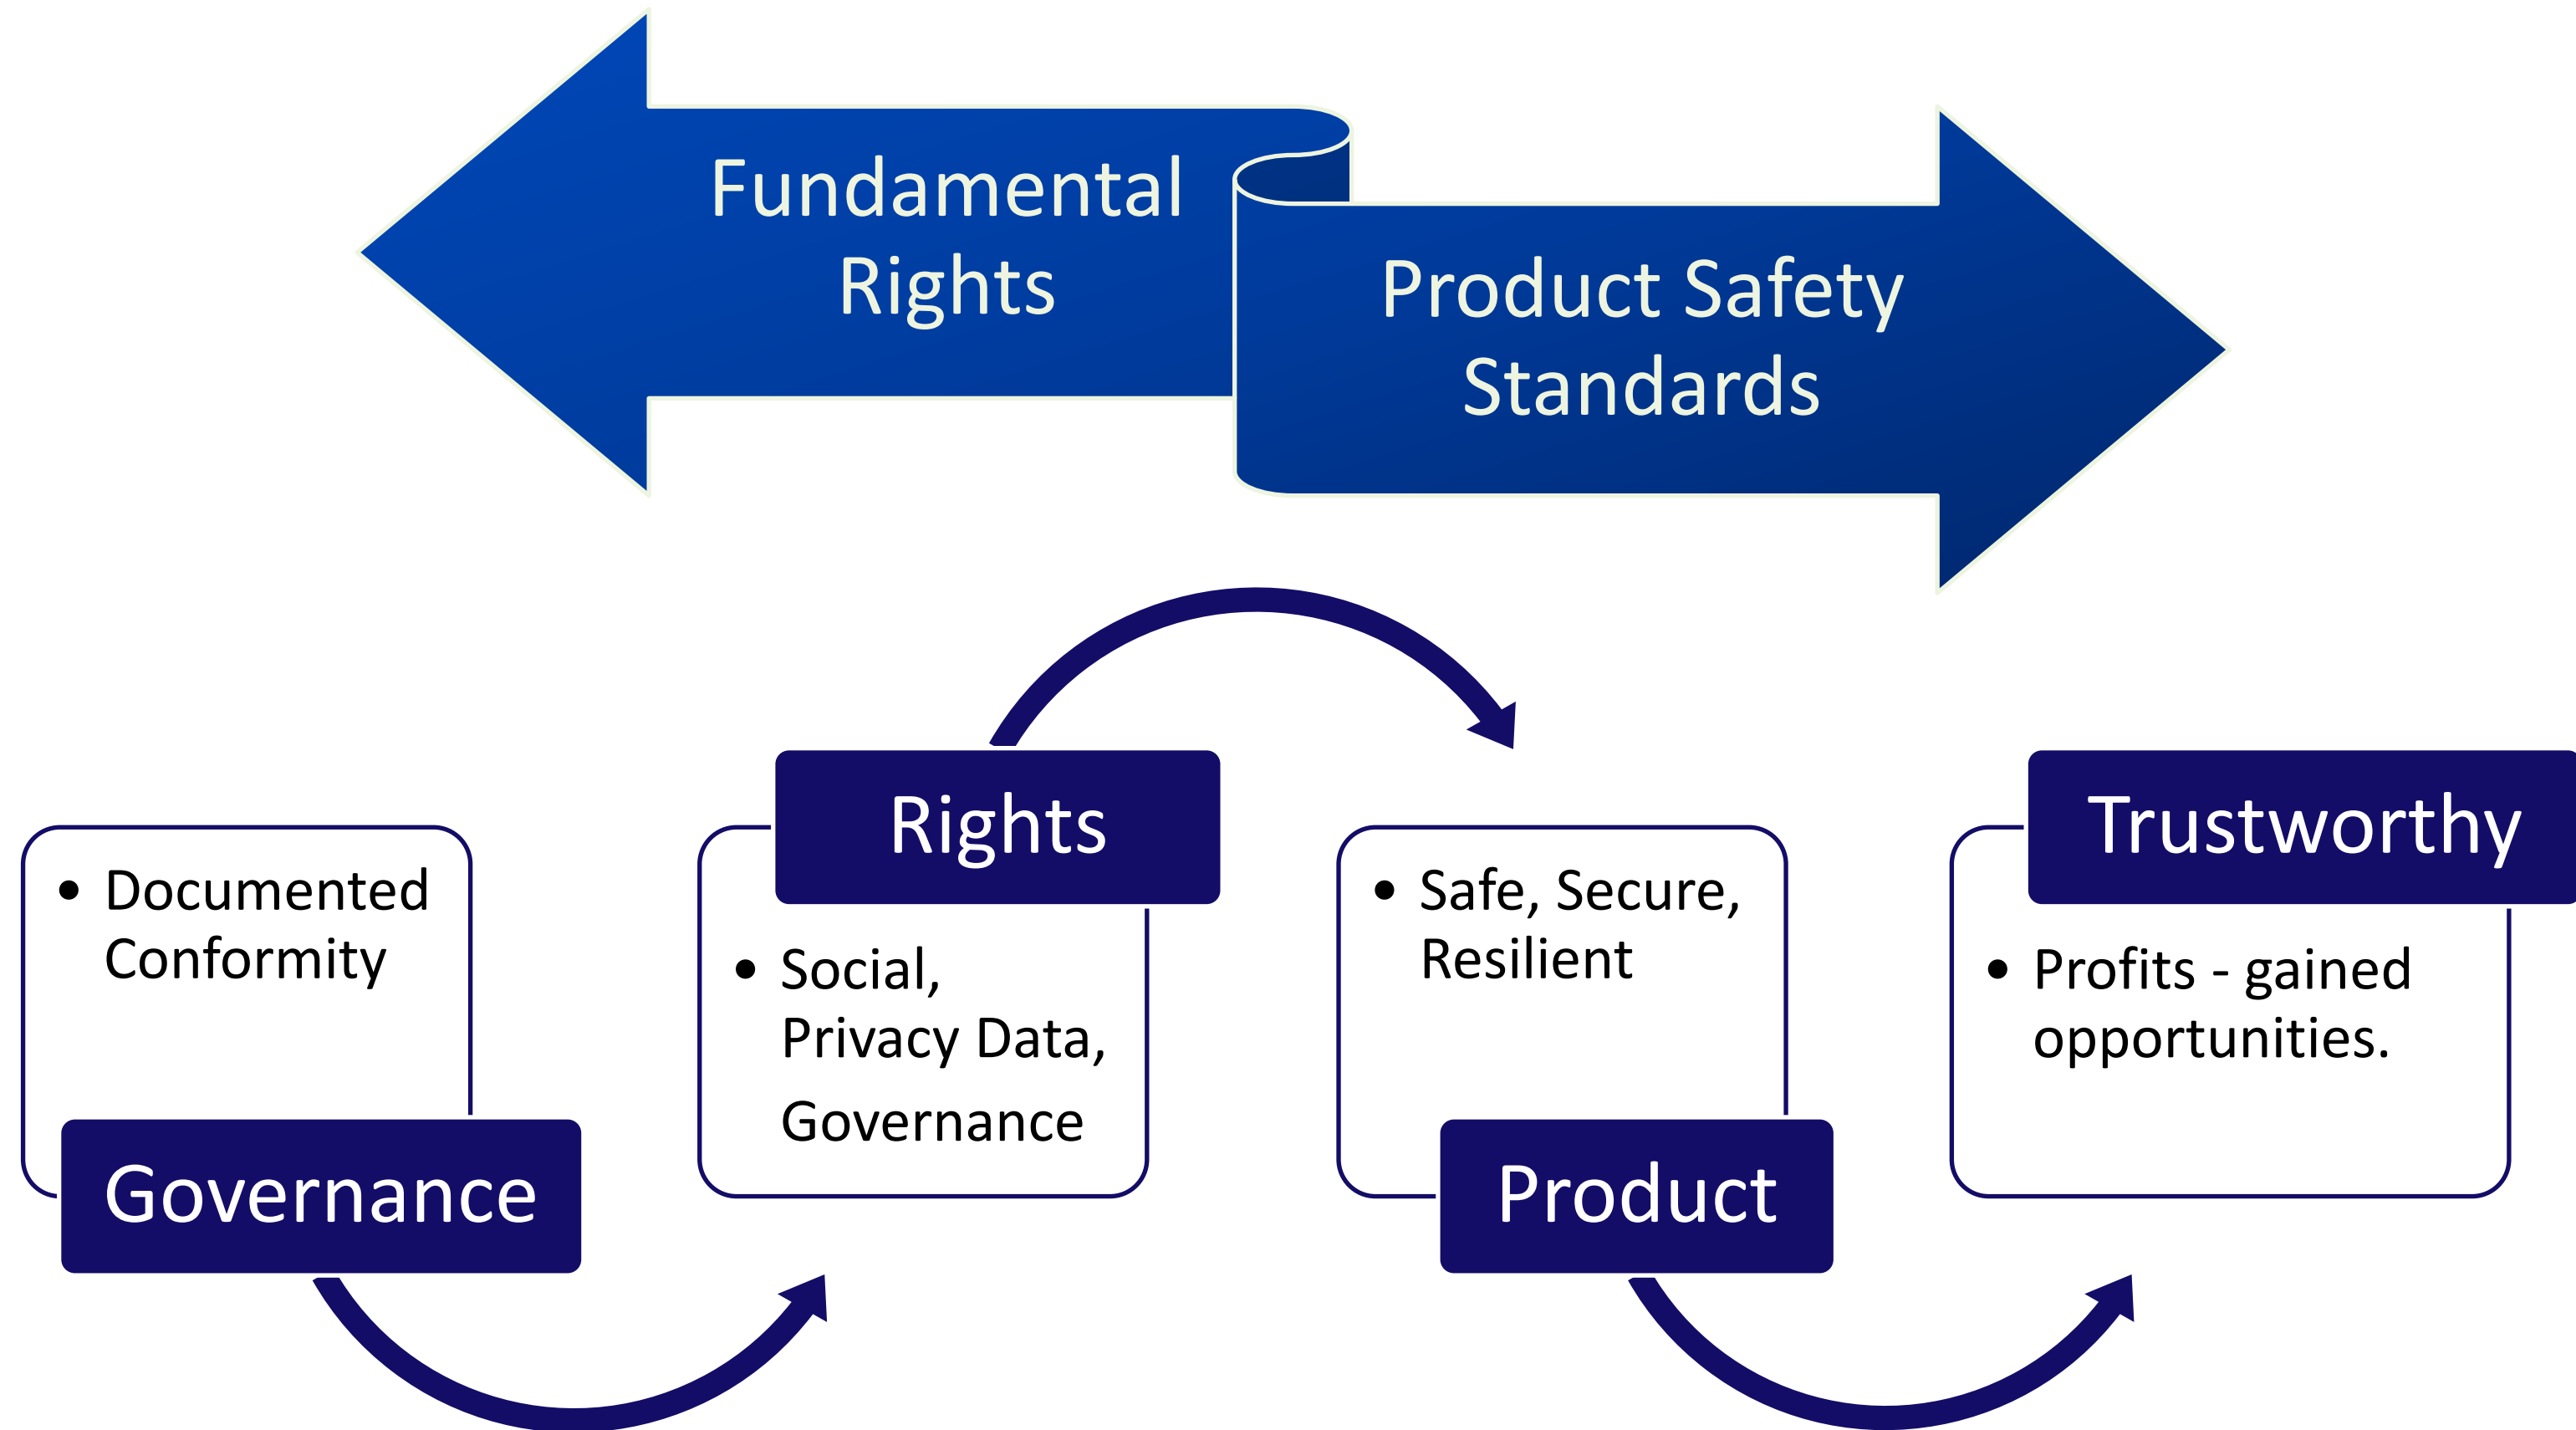 Fundamental
Rights
Product Safety
Standards
• Documented
Conformity
Governance
Rights
• Social,
Privacy Data,
Governance
• Safe, Secure,
Resilient
Product
Trustworthy
• Profits - gained
opportunities.